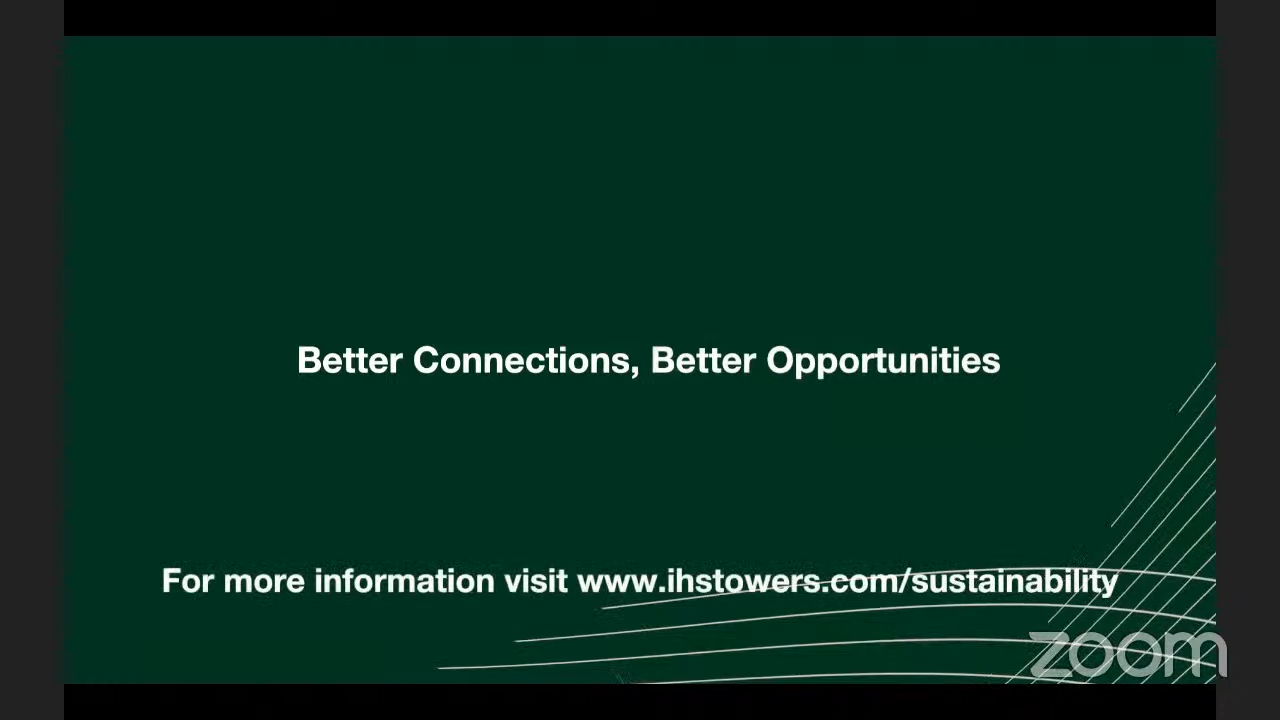 Better Connections, Better Opportunities
For more information visit www.ihstowers.com/sustainability
zoom